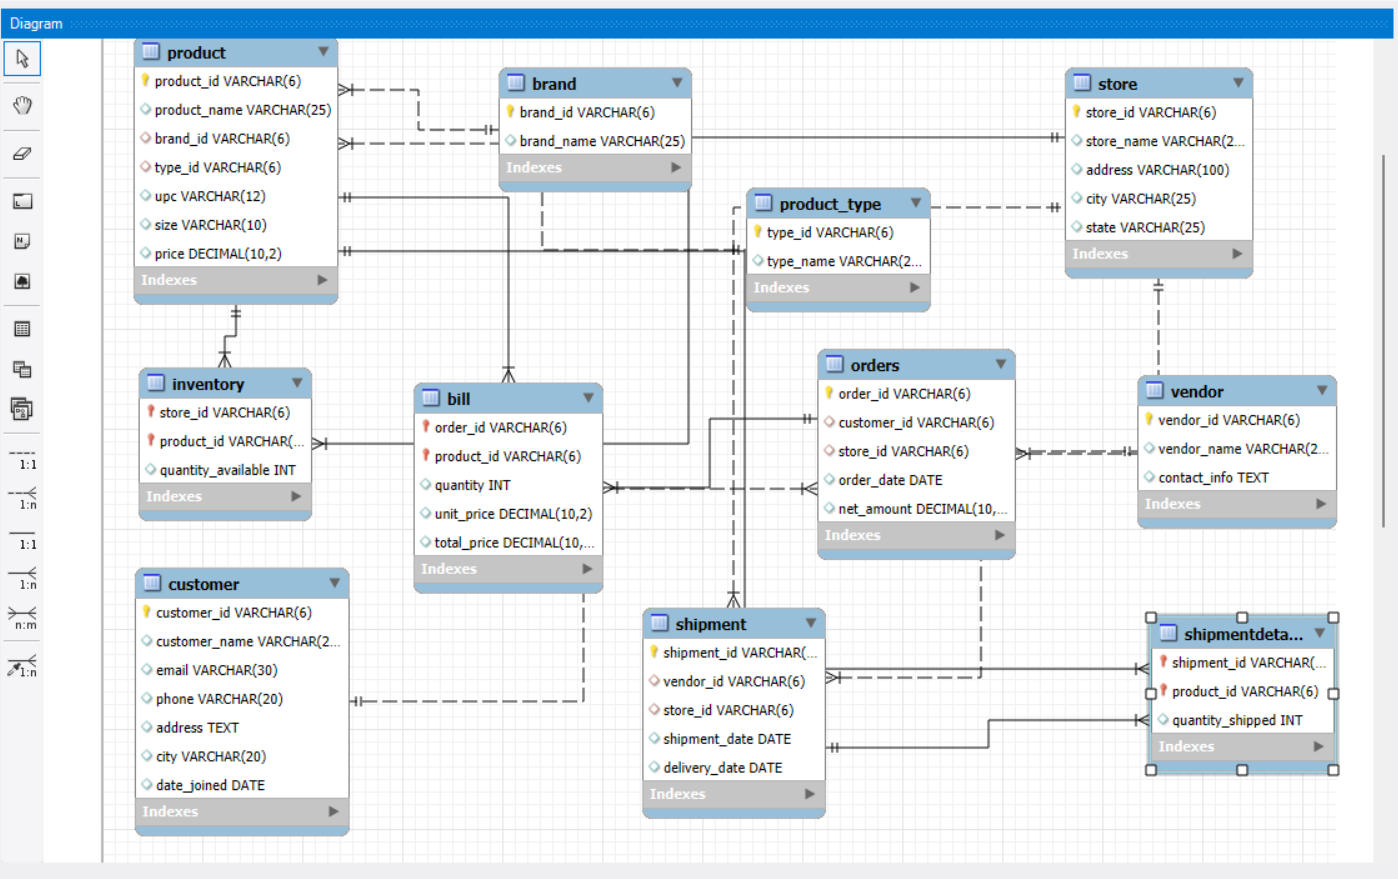 Diagram
product
product_id VARCHAR(6)
product_name VARCHAR(25)
brand_id VARCHAR(6)
type_id VARCHAR(6)
upc VARCHAR(12)
size VARCHAR(10)
price DECIMAL(10,2)
Indexes
brand
brand_id VARCHAR(6)
brand_name VARCHAR(25)
Indexes
store
store_id VARCHAR(6)
store_name VARCHAR(2...
address VARCHAR(100)
city VARCHAR(25)
state VARCHAR(25)
Indexes
product_type
type_id VARCHAR(6)
type_name VARCHAR(2...
Indexes
inventory
store_id VARCHAR(6)
product_id VARCHAR(...
quantity_available INT
Indexes
bill
order_id VARCHAR(6)
product_id VARCHAR(6)
quantity INT
unit_price DECIMAL(10,2)
total_price DECIMAL(10,...
Indexes
orders
order_id VARCHAR(6)
customer_id VARCHAR(6)
store_id VARCHAR(6)
order_date DATE
net_amount DECIMAL(10,...
Indexes
vendor
vendor_id VARCHAR(6)
vendor_name VARCHAR(2...
contact_info TEXT
Indexes
customer
customer_id VARCHAR(6)
customer_name VARCHAR(2...
email VARCHAR(30)
phone VARCHAR(20)
address TEXT
city VARCHAR(20)
date_joined DATE
Indexes
shipment
shipment_id VARCHAR(...
vendor_id VARCHAR(6)
store_id VARCHAR(6)
shipment_date DATE
delivery_date DATE
Indexes
shipmentdeta...
shipment_id VARCHAR(...
product_id VARCHAR(6)
quantity_shipped INT
Indexes
1:1
1:n
1:1
1:n
n:m
1:n